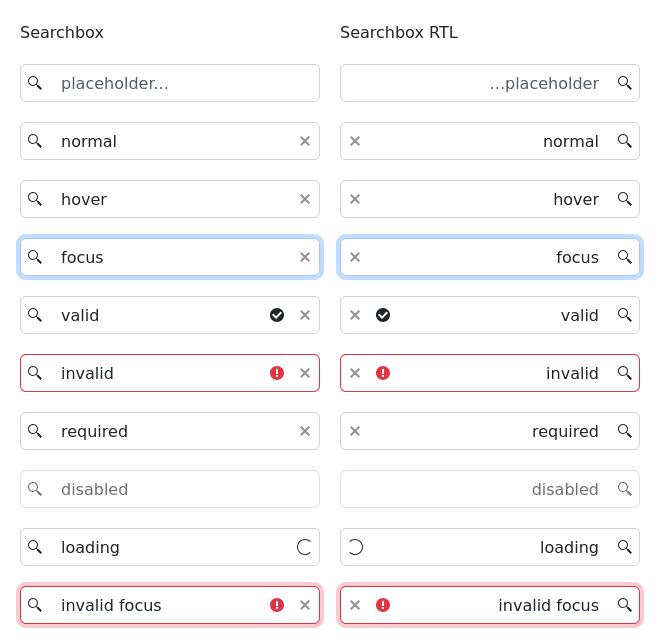 Searchbox
Searchbox RTL
placeholder...
...placeholder
normal
normal
hover
hover
focus
focus
valid
valid
invalid
invalid
required
required
disabled
disabled
loading
loading
invalid focus
invalid focus